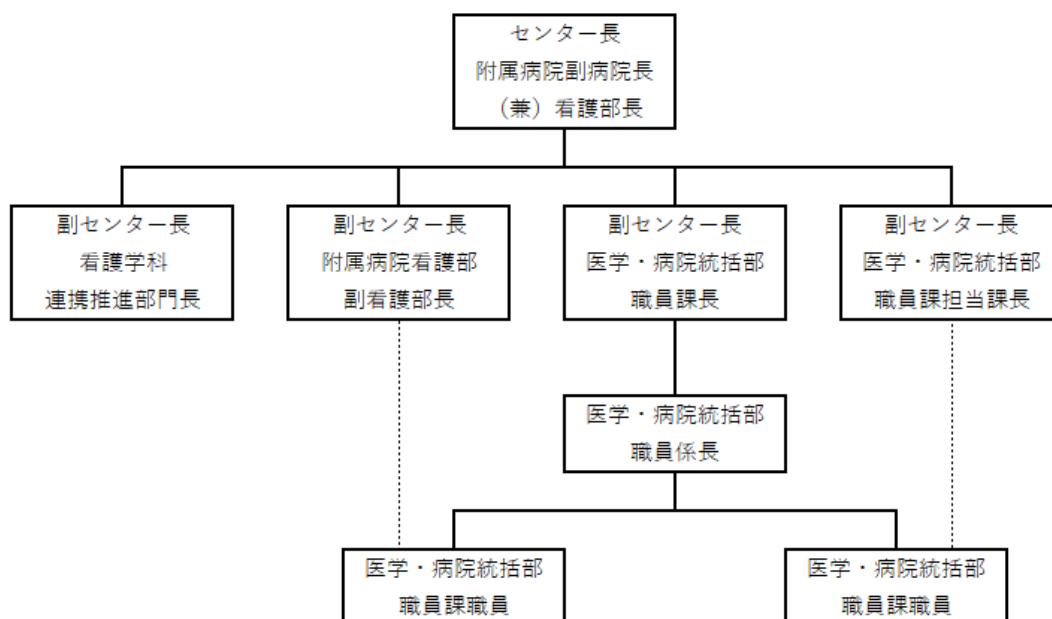 センター長
附属病院副病院長
（兼）看護部長
副センター長
看護学科
連携推進部門長
副センター長
附属病院看護部
副看護部長
副センター長
医学・病院統括部
職員課長
副センター長
医学・病院統括部
職員課担当課長
医学・病院統括部
職員係長
医学・病院統括部
職員課職員
医学・病院統括部
職員課職員